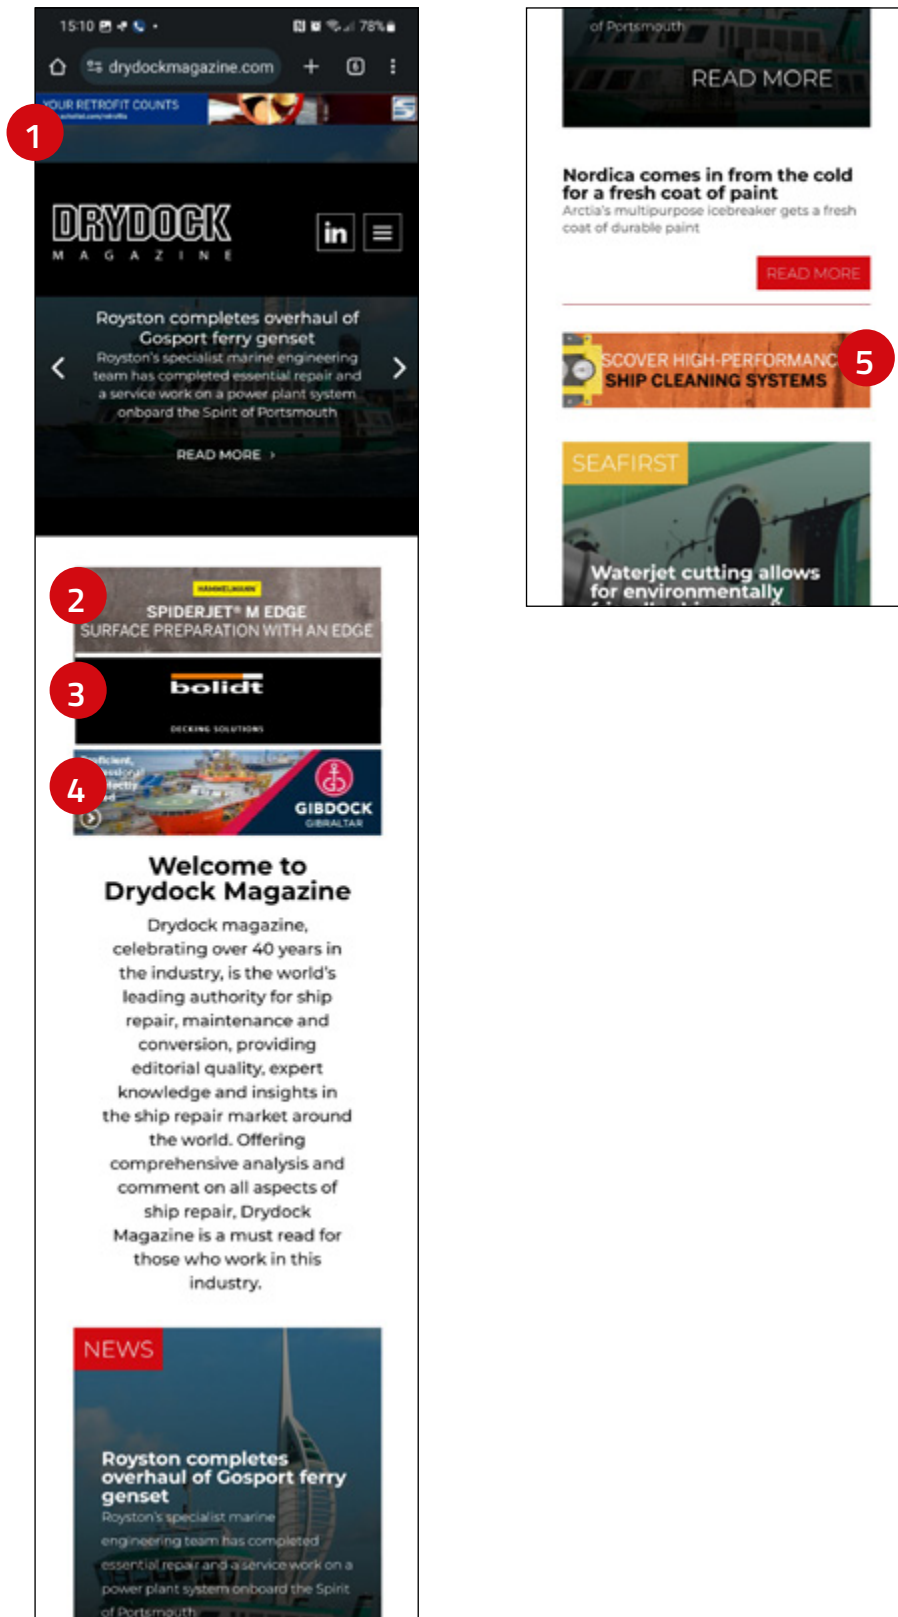 15:10
78%
drydockmagazine.com
6
YOUR RETROFIT COUNTS
1
DRYDOCK
MAGAZINE
in
Royston completes overhaul of
Gosport ferry genset
Royston's specialist marine engineering
team has completed essential repair and
a service work on a power plant system
onboard the Spirit of Portsmouth
READ MORE
2
HAMMELMANN
SPIDERJET® M EDGE
SURFACE PREPARATION WITH AN EDGE
3
bolidt
DECKING SOLUTIONS
4
GIBDOCK
GIBRALTAR
Welcome to
Drydock Magazine
Drydock magazine,
celebrating over 40 years in
the industry, is the world's
leading authority for ship
repair, maintenance and
conversion, providing
editorial quality, expert
knowledge and insights in
the ship repair market around
the world. Offering
comprehensive analysis and
comment on all aspects of
ship repair, Drydock
Magazine is a must read for
those who work in this
industry.
NEWS
Royston completes
overhaul of Gosport ferry
genset
Royston's specialist marine
engineering team has completed
essential repair and a service work on a
power plant system onboard the Spirit
of Portsmouth
of Portsmouth
READ MORE
Nordica comes in from the cold
for a fresh coat of paint
Arctia's multipurpose icebreaker gets a fresh
coat of durable paint
READ MORE
SCOVER HIGH-PERFORMANC
SHIP CLEANING SYSTEMS
5
SEAFIRST
Waterjet cutting allows
for environmentally